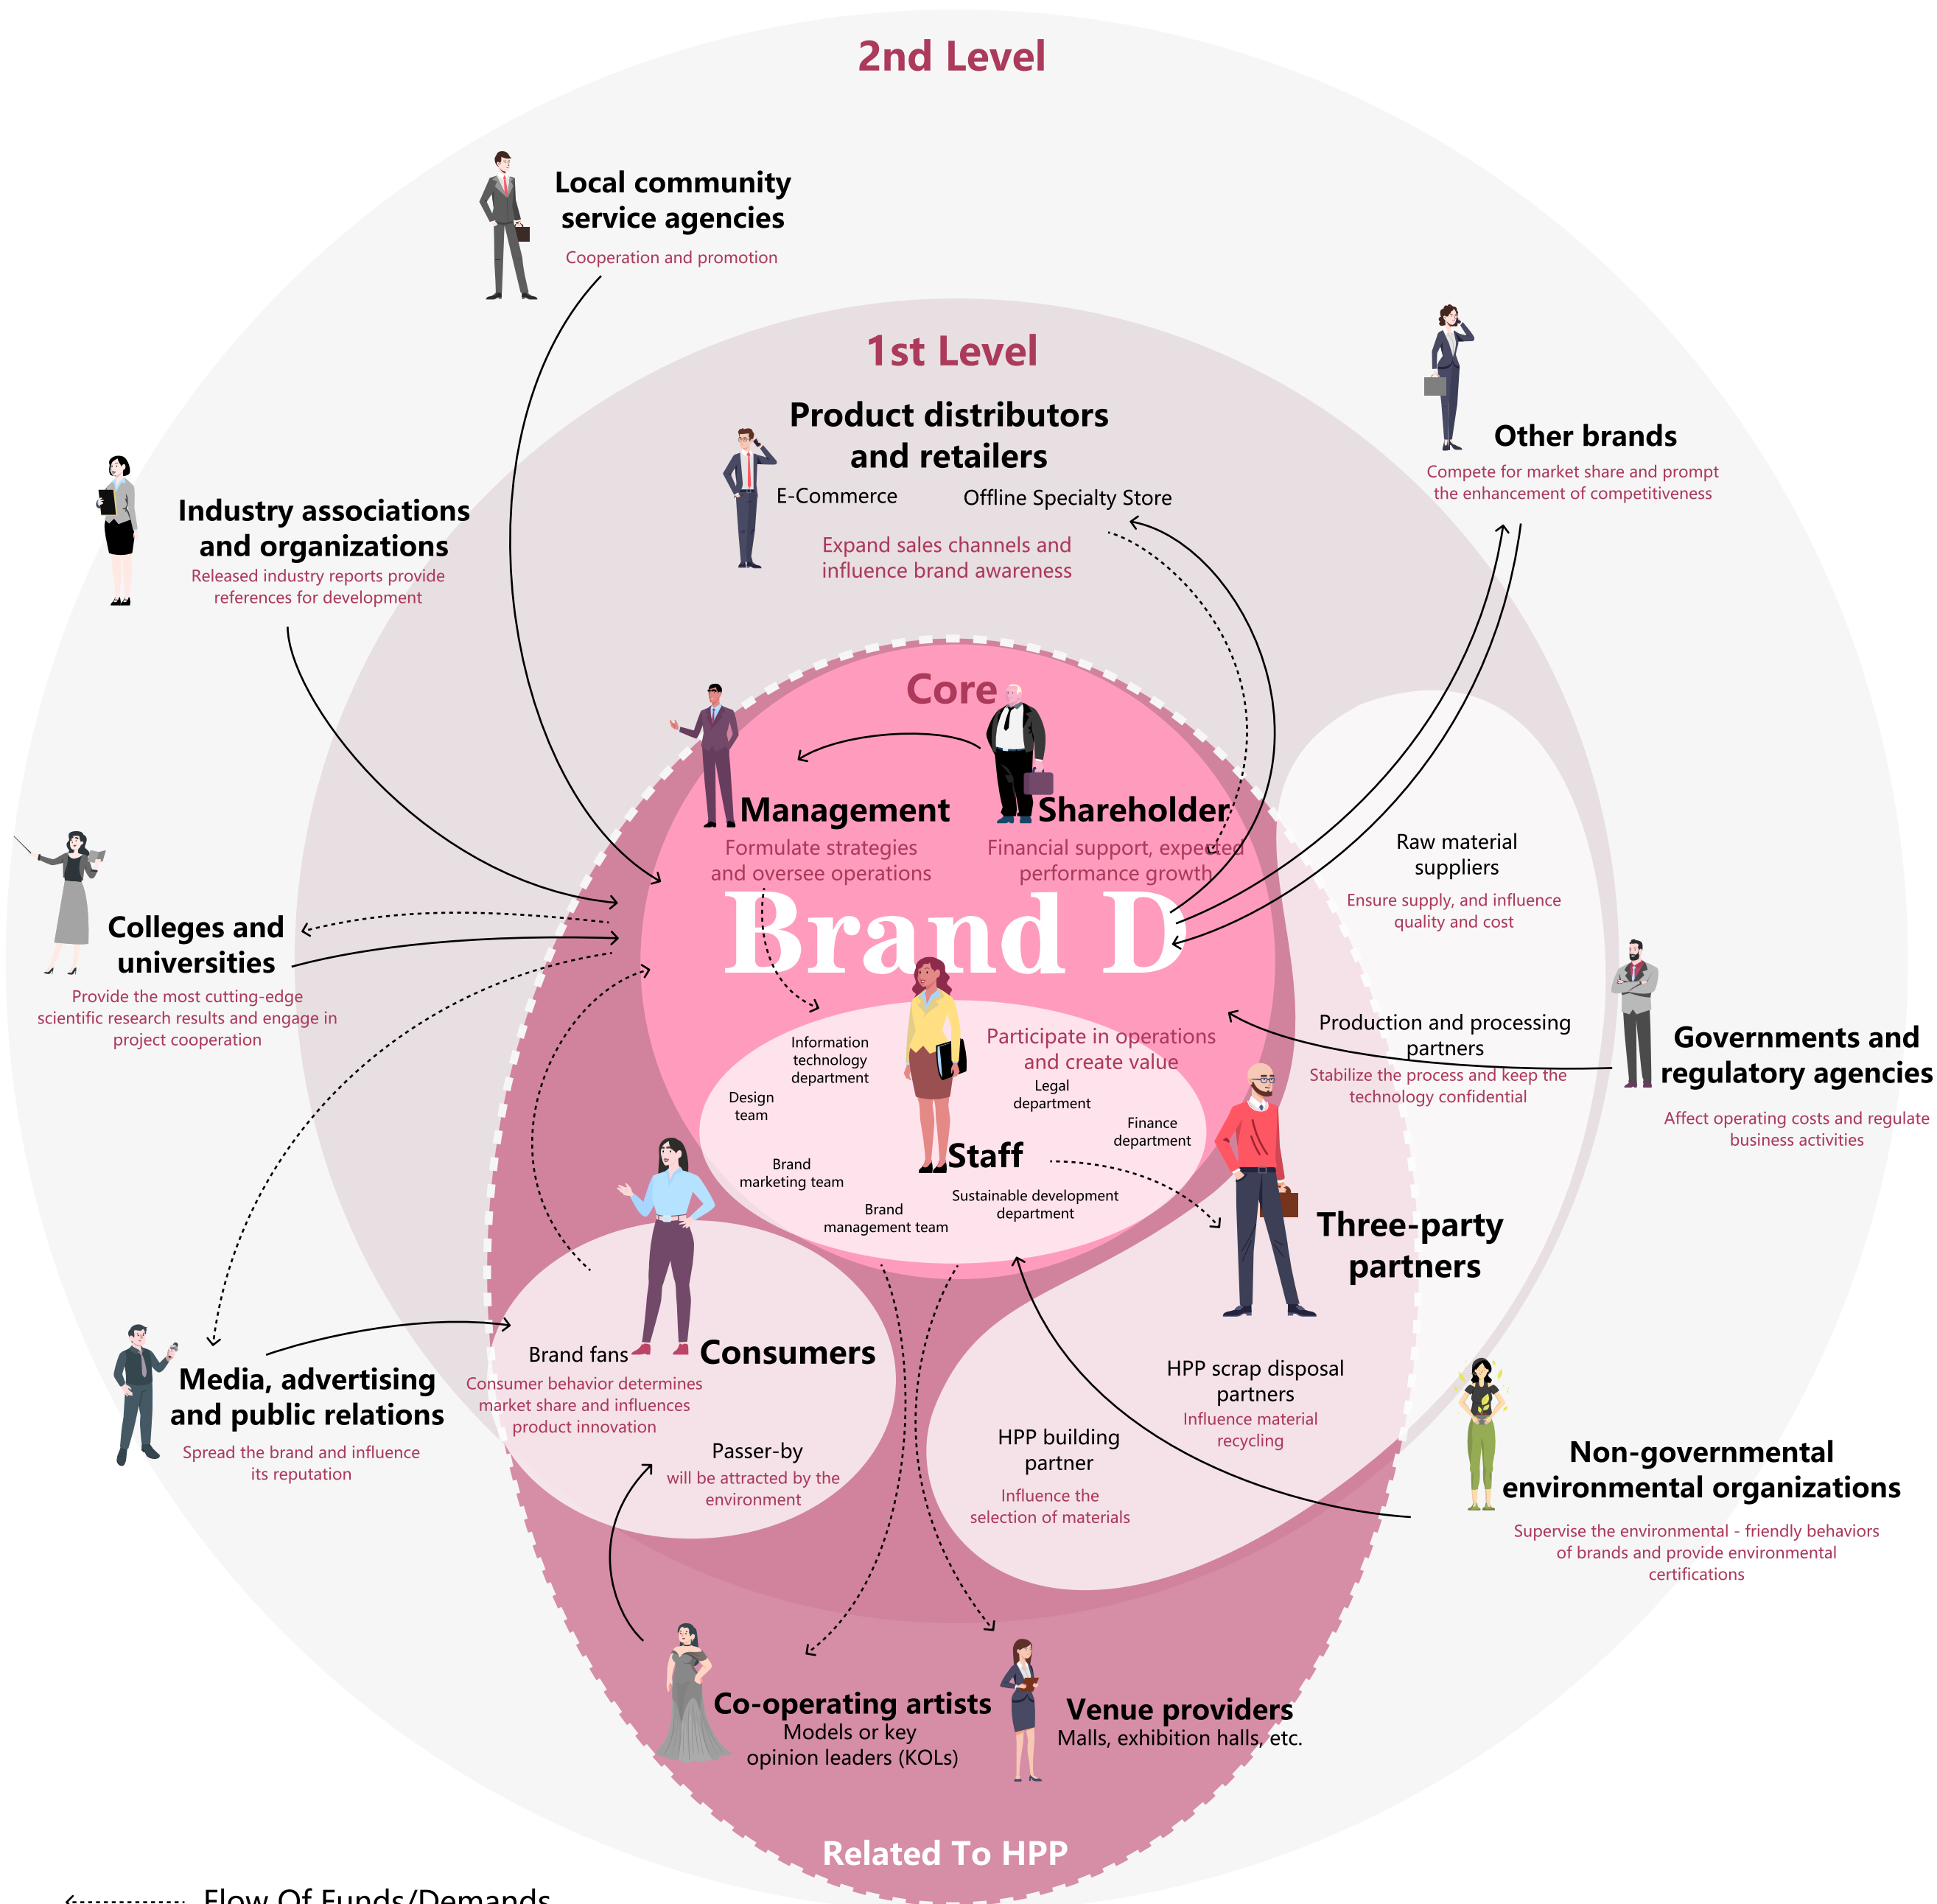 2nd Level
Local community
service agencies
Cooperation and promotion
1st Level
Product distributors
and retailers
E-Commerce
Offline Specialty Store
Expand sales channels and
influence brand awareness
Other brands
Compete for market share and prompt
the enhancement of competitiveness
Industry associations
and organizations
Released industry reports provide
references for development
Core
Management
Formulate strategies
and oversee operations
Shareholder
Financial support, expected
performance growth
Brand D
Raw material
suppliers
Ensure supply, and influence
quality and cost
Colleges and
universities
Provide the most cutting-edge
scientific research results and engage in
project cooperation
Production and processing
partners
Stabilize the process and keep the
technology confidential
Governments and
regulatory agencies
Affect operating costs and regulate
business activities
Participate in operations
and create value
Information
technology
department
Legal
department
Design
team
Finance
department
Staff
Brand
marketing team
Sustainable development
department
Brand
management team
Three-party
partners
Brand fans
Consumers
Consumer behavior determines
market share and influences
product innovation
Passer-by
will be attracted by the
environment
HPP scrap disposal
partners
Influence material
recycling
HPP building
partner
Influence the
selection of materials
Media, advertising
and public relations
Spread the brand and influence
its reputation
Non-governmental
environmental organizations
Supervise the environmental - friendly behaviors
of brands and provide environmental
certifications
Co-operating artists
Models or key
opinion leaders (KOLs)
Venue providers
Malls, exhibition halls, etc.
Related To HPP
Flow Of Funds/Demands